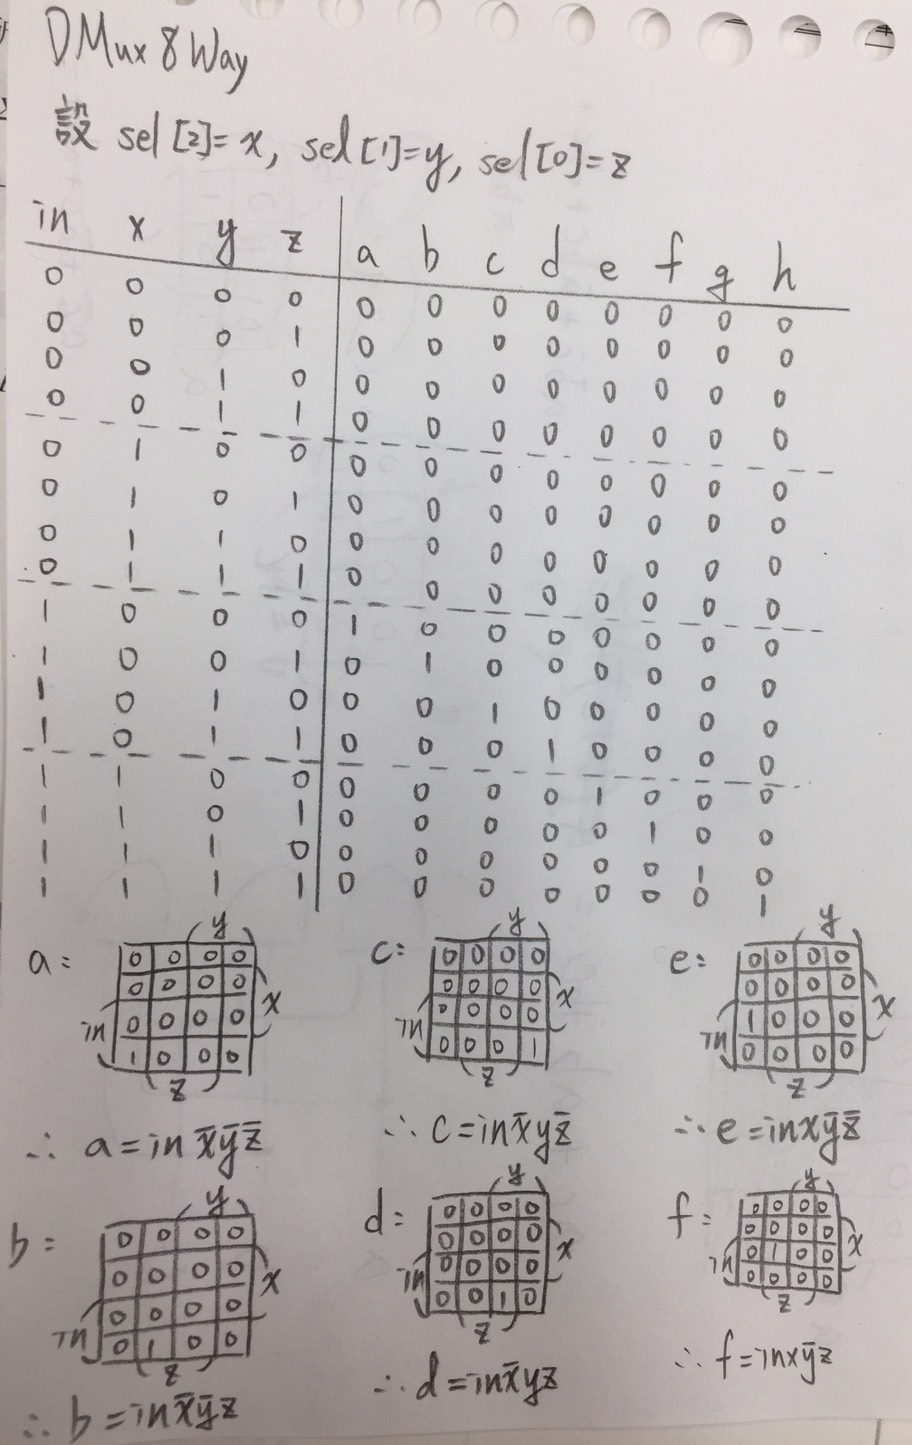 DMux 8 Way
設 sel [2]= x, sel [1]=y, sel[0]=z
in x y z a b c d e f g h
0 0 0 0 0 0 0 0 0 0 0 0
0 0 0 1 0 0 0 0 0 0 0 0
0 0 1 0 0 0 0 0 0 0 0 0
0 0 1 1 0 0 0 0 0 0 0 0
0 1 0 0 0 0 0 0 0 0 0 0
0 1 0 1 0 0 0 0 0 0 0 0
0 1 1 0 0 0 0 0 0 0 0 0
0 1 1 1 0 0 0 0 0 0 0 0
1 0 0 0 1 0 0 0 0 0 0 0
1 0 0 1 0 1 0 0 0 0 0 0
1 0 1 0 0 0 1 0 0 0 0 0
1 0 1 1 0 0 0 1 0 0 0 0
1 1 0 0 0 0 0 0 1 0 0 0
1 1 0 1 0 0 0 0 0 1 0 0
1 1 1 0 0 0 0 0 0 0 1 0
1 1 1 1 0 0 0 0 0 0 0 1
a=
y
0 0 0 0
0 0 0 0
x
in
0 0 0 0
1 0 0 0
z
∴ a = in x̄ȳz̄
c=
y
0 0 0 0
0 0 0 0
x
in
0 0 0 0
0 0 0 1
z
∴ c = inx̄yz̄
e=
y
0 0 0 0
0 0 0 0
x
in
1 0 0 0
0 0 0 0
z
∴ e = inxȳz̄
b =
y
0 0 0 0
0 0 0 0
x
in
0 0 0 0
0 1 0 0
z
∴ b = inx̄ȳz
d=
y
0 0 0 0
0 0 0 0
x
in
0 0 0 0
0 0 1 0
z
∴ d = inx̄yz
f=
y
0 0 0 0
0 0 0 0
x
in
0 1 0 0
0 0 0 0
z
∴ f = inxȳz